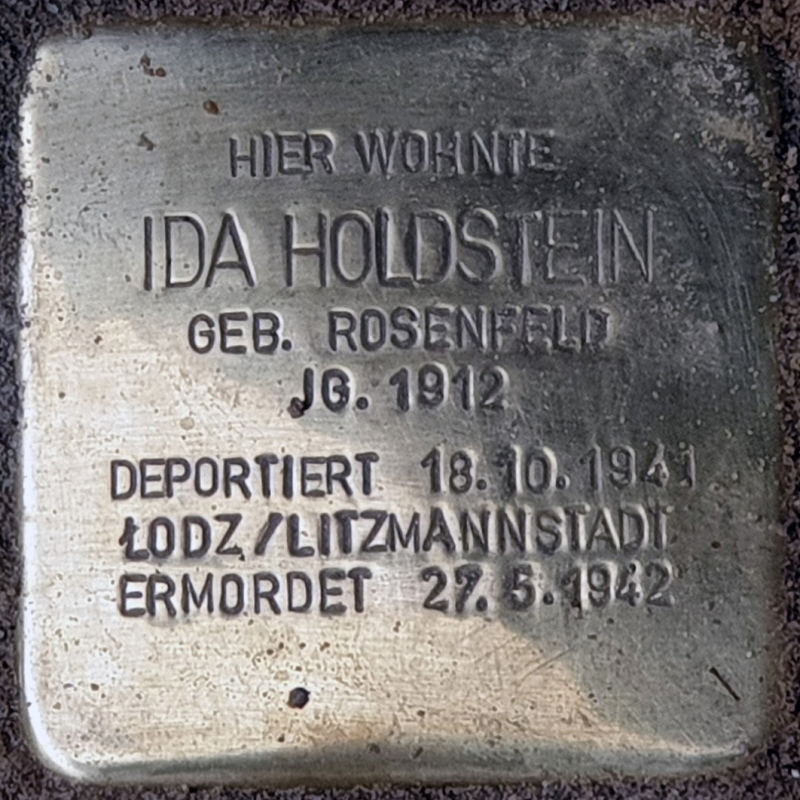 HIER WOHNTE
IDA HOLDSTEIN
GEB. ROSENFELD
JG. 1912
DEPORTIERT 18.10.1941
ŁODZ/LITZMANNSTADT
ERMORDET 27.5.1942